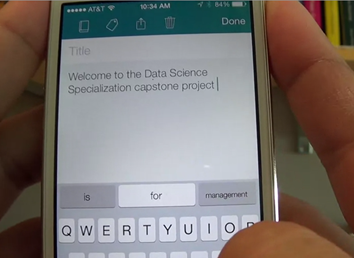 AT&T 10:34 AM 84%
Done
Title
Welcome to the Data Science
Specialization capstone project
is for management
Q W E R T Y U I O P